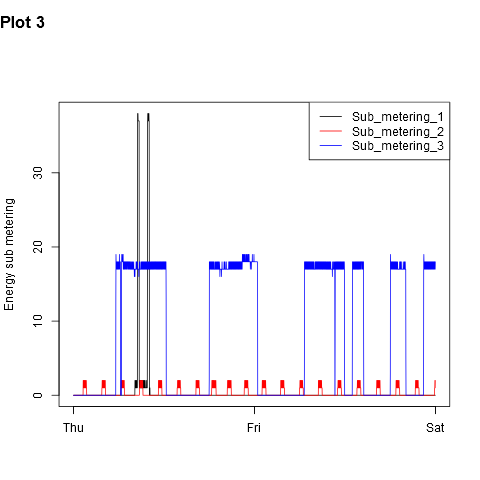 Plot 3
Sub_metering_1
Sub_metering_2
Sub_metering_3
Energy sub metering
30
20
10
0
Thu Fri Sat